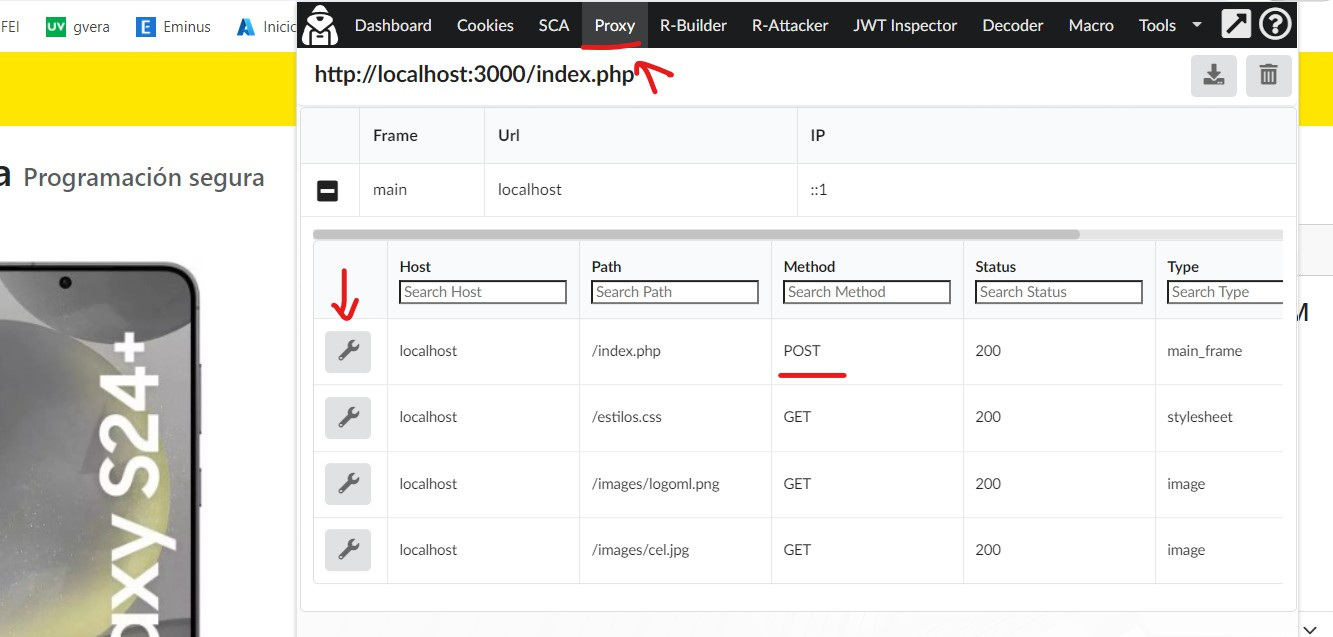 FEI UV gvera E Eminus Inicio
Dashboard Cookies SCA Proxy R-Builder R-Attacker JWT Inspector Decoder Macro Tools
http://localhost:3000/index.php
a Programación segura
Frame Url IP
main localhost ::1
Host Path Method Status Type
Search Host Search Path Search Method Search Status Search Type
localhost /index.php POST 200 main_frame
localhost /estilos.css GET 200 stylesheet
localhost /images/logoml.png GET 200 image
localhost /images/cel.jpg GET 200 image
axy S24+
M